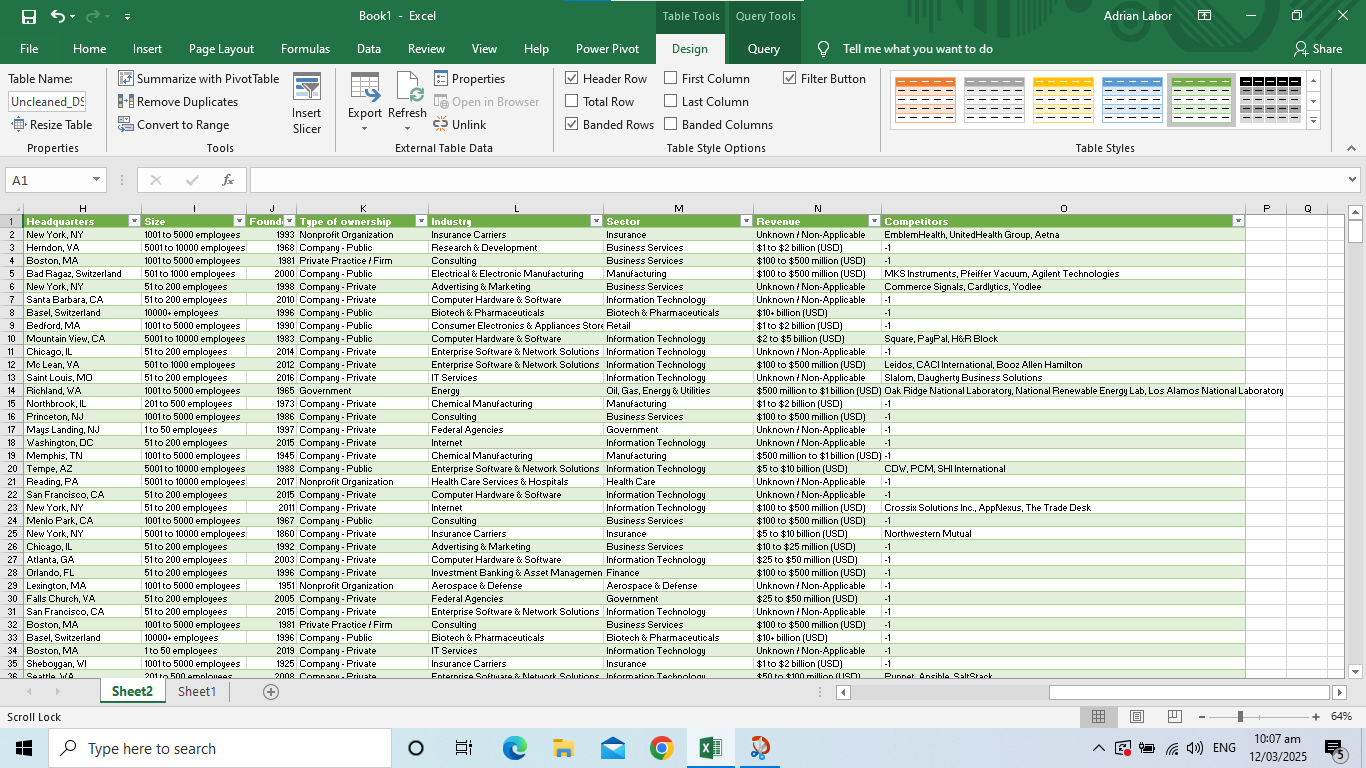 Book1 - Excel
Table Tools Query Tools
Adrian Labor
File Home Insert Page Layout Formulas Data Review View Help Power Pivot Design Query Tell me what you want to do Share
Table Name: Summarize with PivotTable Properties Header Row First Column Filter Button
Uncleaned_DS Remove Duplicates Insert Slicer Export Refresh Open in Browser Total Row Last Column
Resize Table Convert to Range Unlink Banded Rows Banded Columns
Properties Tools External Table Data Table Style Options Table Styles
A1 fx
H I J K L M N O P Q
1 Headquarters Size Found Type of ownership Industry Sector Revenue Competitors
2 New York, NY 1001 to 5000 employees 1993 Nonprofit Organization Insurance Carriers Insurance Unknown / Non-Applicable EmblemHealth, UnitedHealth Group, Aetna
3 Herndon, VA 5001 to 10000 employees 1968 Company - Public Research & Development Business Services $1 to $2 billion (USD) -1
4 Boston, MA 1001 to 5000 employees 1981 Private Practice / Firm Consulting Business Services $100 to $500 million (USD) -1
5 Bad Ragaz, Switzerland 501 to 1000 employees 2000 Company - Public Electrical & Electronic Manufacturing Manufacturing $100 to $500 million (USD) MKS Instruments, Pfeiffer Vacuum, Agilent Technologies
6 New York, NY 51 to 200 employees 1998 Company - Private Advertising & Marketing Business Services Unknown / Non-Applicable Commerce Signals, Cardlytics, Yodlee
7 Santa Barbara, CA 51 to 200 employees 2010 Company - Private Computer Hardware & Software Information Technology Unknown / Non-Applicable -1
8 Basel, Switzerland 10000+ employees 1996 Company - Public Biotech & Pharmaceuticals Biotech & Pharmaceuticals $10+ billion (USD) -1
9 Bedford, MA 1001 to 5000 employees 1990 Company - Public Consumer Electronics & Appliances Store Retail $1 to $2 billion (USD) -1
10 Mountain View, CA 5001 to 10000 employees 1983 Company - Public Computer Hardware & Software Information Technology $2 to $5 billion (USD) Square, PayPal, H&R Block
11 Chicago, IL 51 to 200 employees 2014 Company - Private Enterprise Software & Network Solutions Information Technology Unknown / Non-Applicable -1
12 Mc Lean, VA 501 to 1000 employees 2012 Company - Private Enterprise Software & Network Solutions Information Technology $100 to $500 million (USD) Leidos, CACI International, Booz Allen Hamilton
13 Saint Louis, MO 51 to 200 employees 2016 Company - Private IT Services Information Technology Unknown / Non-Applicable Slalom, Daugherty Business Solutions
14 Richland, WA 1001 to 5000 employees 1965 Government Energy Oil, Gas, Energy & Utilities $500 million to $1 billion (USD) Oak Ridge National Laboratory, National Renewable Energy Lab, Los Alamos National Laboratory
15 Northbrook, IL 201 to 500 employees 1973 Company - Private Chemical Manufacturing Manufacturing $1 to $2 billion (USD) -1
16 Princeton, NJ 1001 to 5000 employees 1986 Company - Private Consulting Business Services $100 to $500 million (USD) -1
17 Mays Landing, NJ 1 to 50 employees 1997 Company - Private Federal Agencies Government Unknown / Non-Applicable -1
18 Washington, DC 51 to 200 employees 2015 Company - Private Internet Information Technology Unknown / Non-Applicable -1
19 Memphis, TN 1001 to 5000 employees 1945 Company - Private Chemical Manufacturing Manufacturing $500 million to $1 billion (USD) -1
20 Tempe, AZ 5001 to 10000 employees 1988 Company - Public Enterprise Software & Network Solutions Information Technology $5 to $10 billion (USD) CDW, PCM, SHI International
21 Reading, PA 5001 to 10000 employees 2017 Nonprofit Organization Health Care Services & Hospitals Health Care Unknown / Non-Applicable -1
22 San Francisco, CA 51 to 200 employees 2015 Company - Private Computer Hardware & Software Information Technology Unknown / Non-Applicable -1
23 New York, NY 51 to 200 employees 2011 Company - Private Internet Information Technology $100 to $500 million (USD) Crossix Solutions Inc., AppNexus, The Trade Desk
24 Menlo Park, CA 1001 to 5000 employees 1967 Company - Public Consulting Business Services $100 to $500 million (USD) -1
25 New York, NY 5001 to 10000 employees 1860 Company - Private Insurance Carriers Insurance $5 to $10 billion (USD) Northwestern Mutual
26 Chicago, IL 51 to 200 employees 1992 Company - Private Advertising & Marketing Business Services $10 to $25 million (USD) -1
27 Atlanta, GA 51 to 200 employees 2003 Company - Private Computer Hardware & Software Information Technology $25 to $50 million (USD) -1
28 Orlando, FL 51 to 200 employees 1996 Company - Private Investment Banking & Asset Managemen Finance $100 to $500 million (USD) -1
29 Lexington, MA 1001 to 5000 employees 1951 Nonprofit Organization Aerospace & Defense Aerospace & Defense Unknown / Non-Applicable -1
30 Falls Church, VA 51 to 200 employees 2005 Company - Private Federal Agencies Government $25 to $50 million (USD) -1
31 San Francisco, CA 51 to 200 employees 2015 Company - Private Enterprise Software & Network Solutions Information Technology Unknown / Non-Applicable -1
32 Boston, MA 1001 to 5000 employees 1981 Private Practice / Firm Consulting Business Services $100 to $500 million (USD) -1
33 Basel, Switzerland 10000+ employees 1996 Company - Public Biotech & Pharmaceuticals Biotech & Pharmaceuticals $10+ billion (USD) -1
34 Boston, MA 1 to 50 employees 2019 Company - Private IT Services Information Technology Unknown / Non-Applicable -1
35 Sheboygan, WI 1001 to 5000 employees 1925 Company - Private Insurance Carriers Insurance $1 to $2 billion (USD) -1
36 Seattle, WA 201 to 500 employees 2008 Company - Private Enterprise Software & Network Solutions Information Technology $50 to $100 million (USD) Puppet, Ansible, SaltStack
Sheet2 Sheet1
Scroll Lock 64%
Type here to search ENG 10:07 am
12/03/2025 5